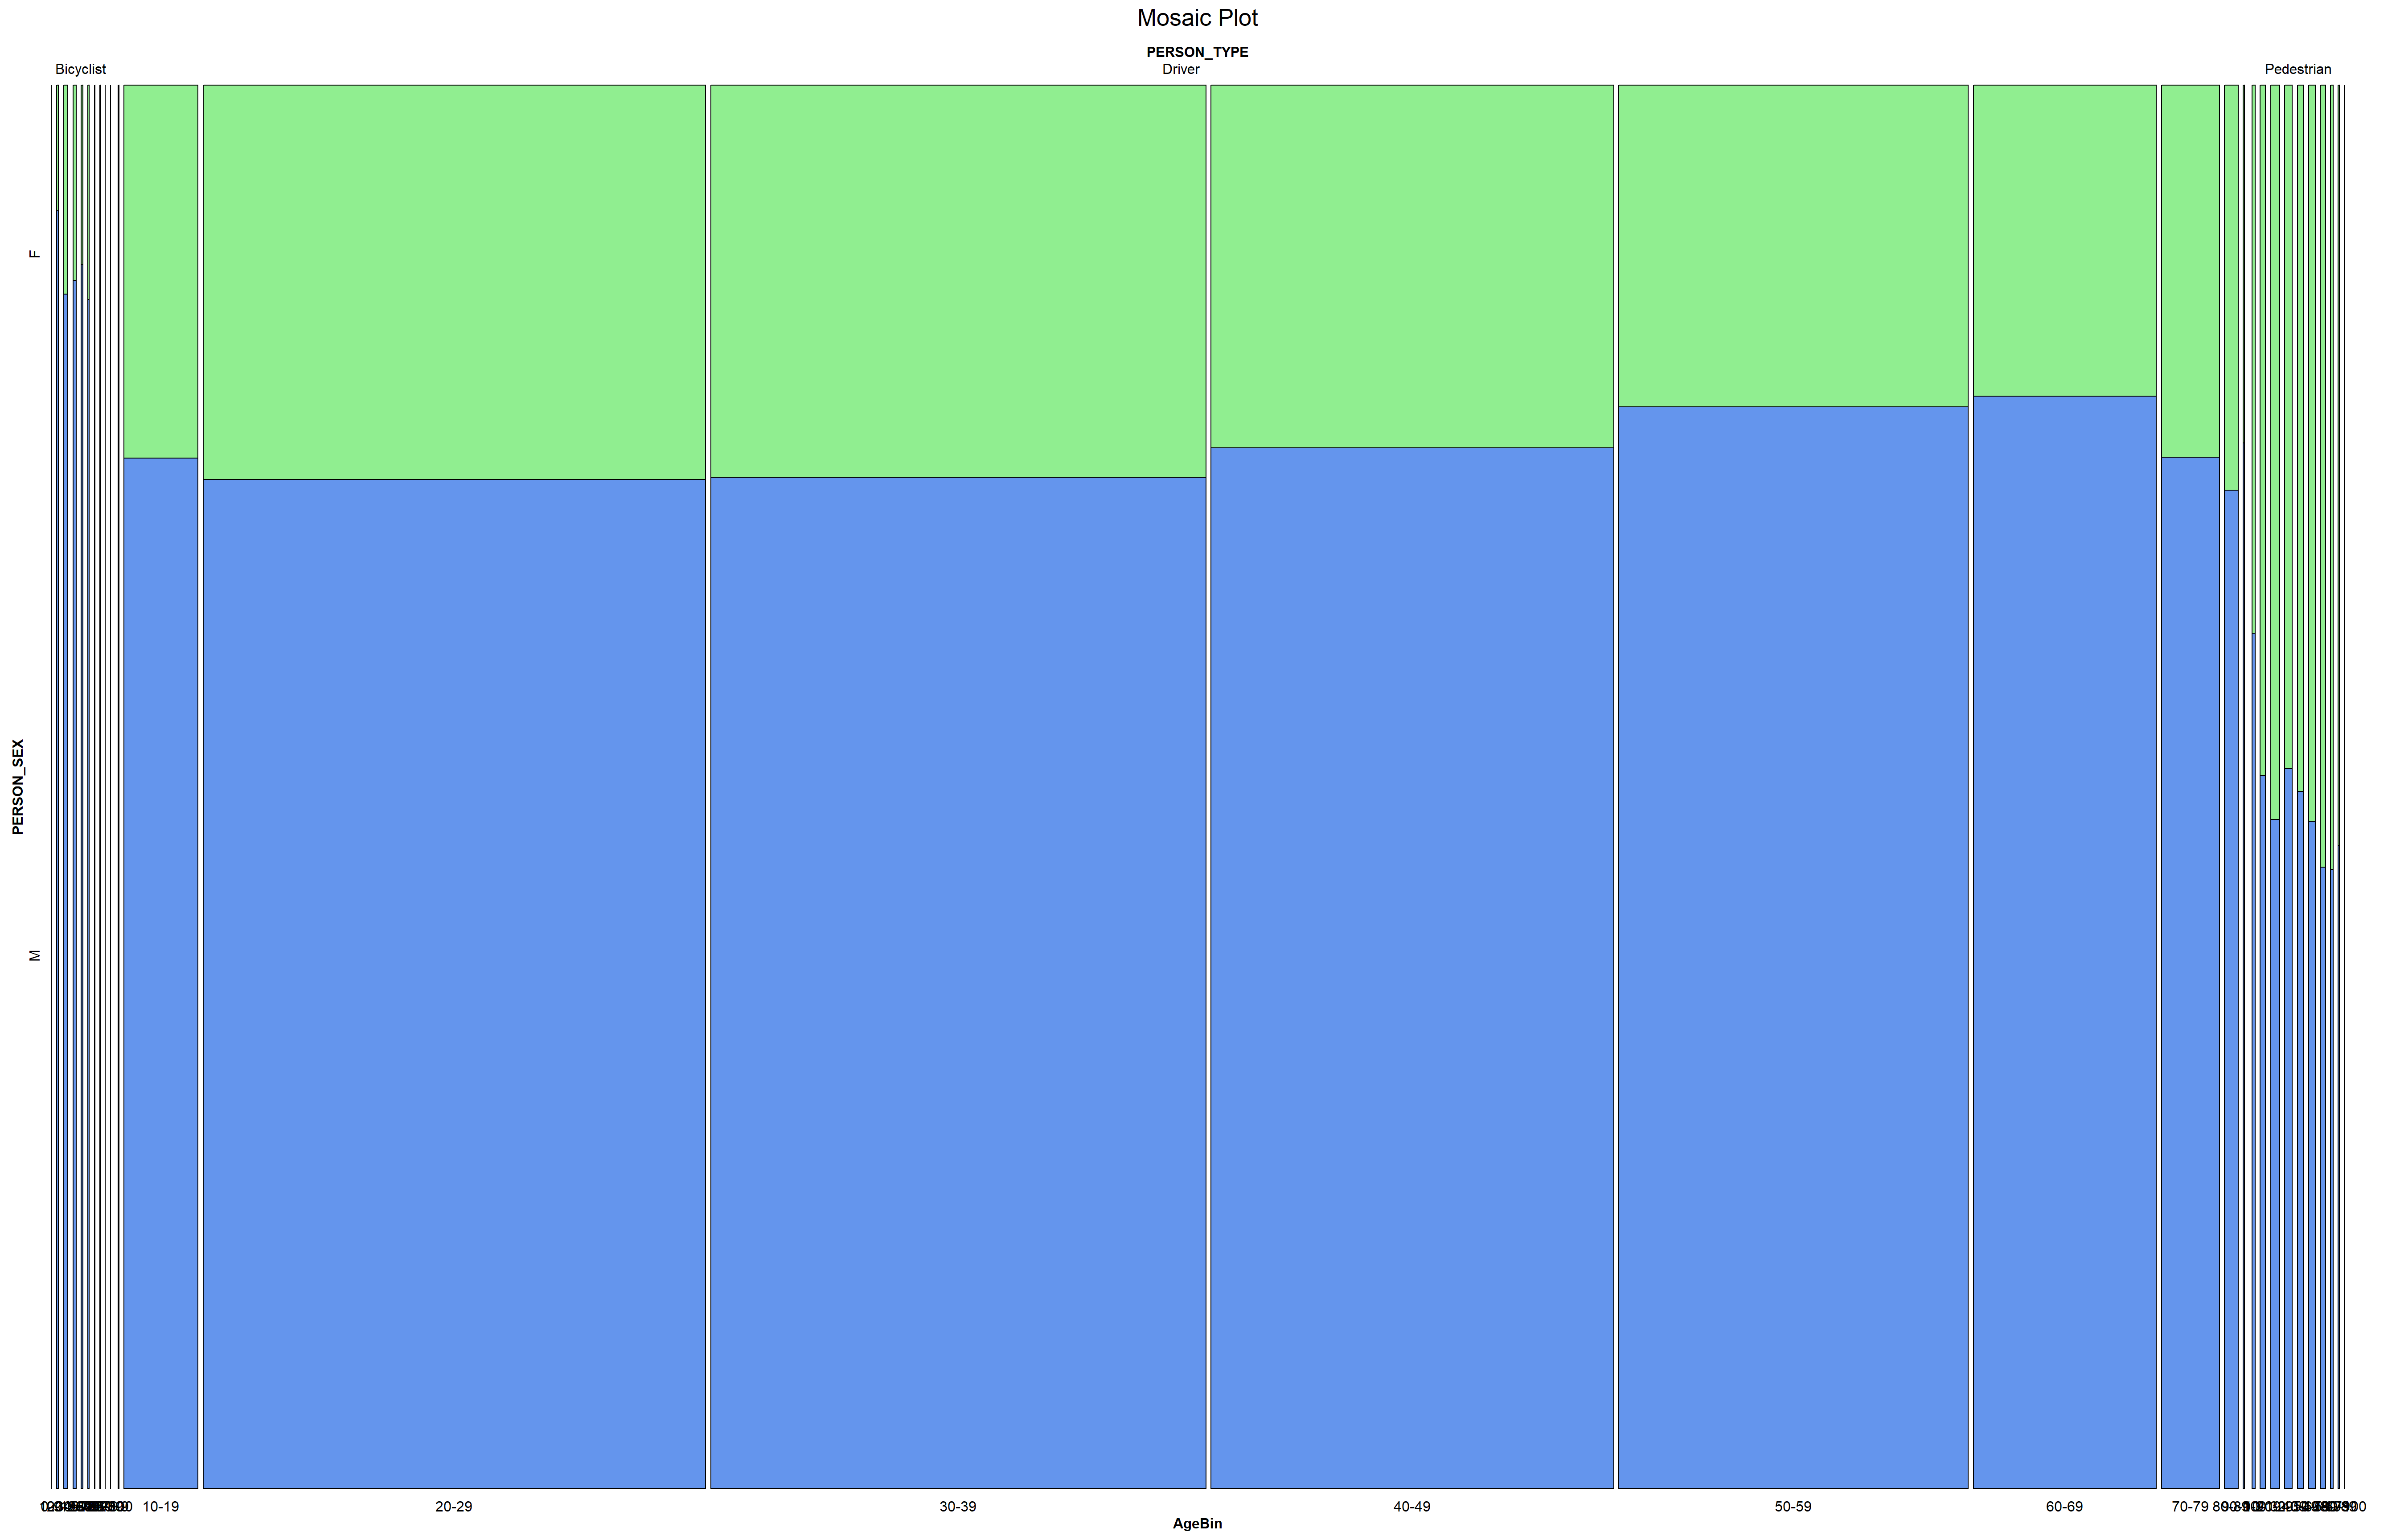 Mosaic Plot
PERSON_TYPE
Bicyclist Driver Pedestrian
F
PERSON_SEX
M
10-19 20-29 30-39 40-49 50-59 60-69 70-79
AgeBin